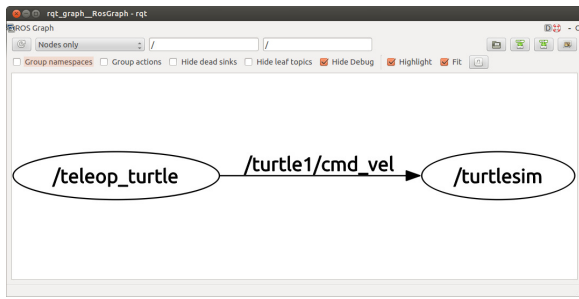 rqt_graph__RosGraph - rqt
ROS Graph
D
Nodes only / /
Group namespaces Group actions Hide dead sinks Hide leaf topics Hide Debug Highlight Fit
/teleop_turtle /turtle1/cmd_vel /turtlesim